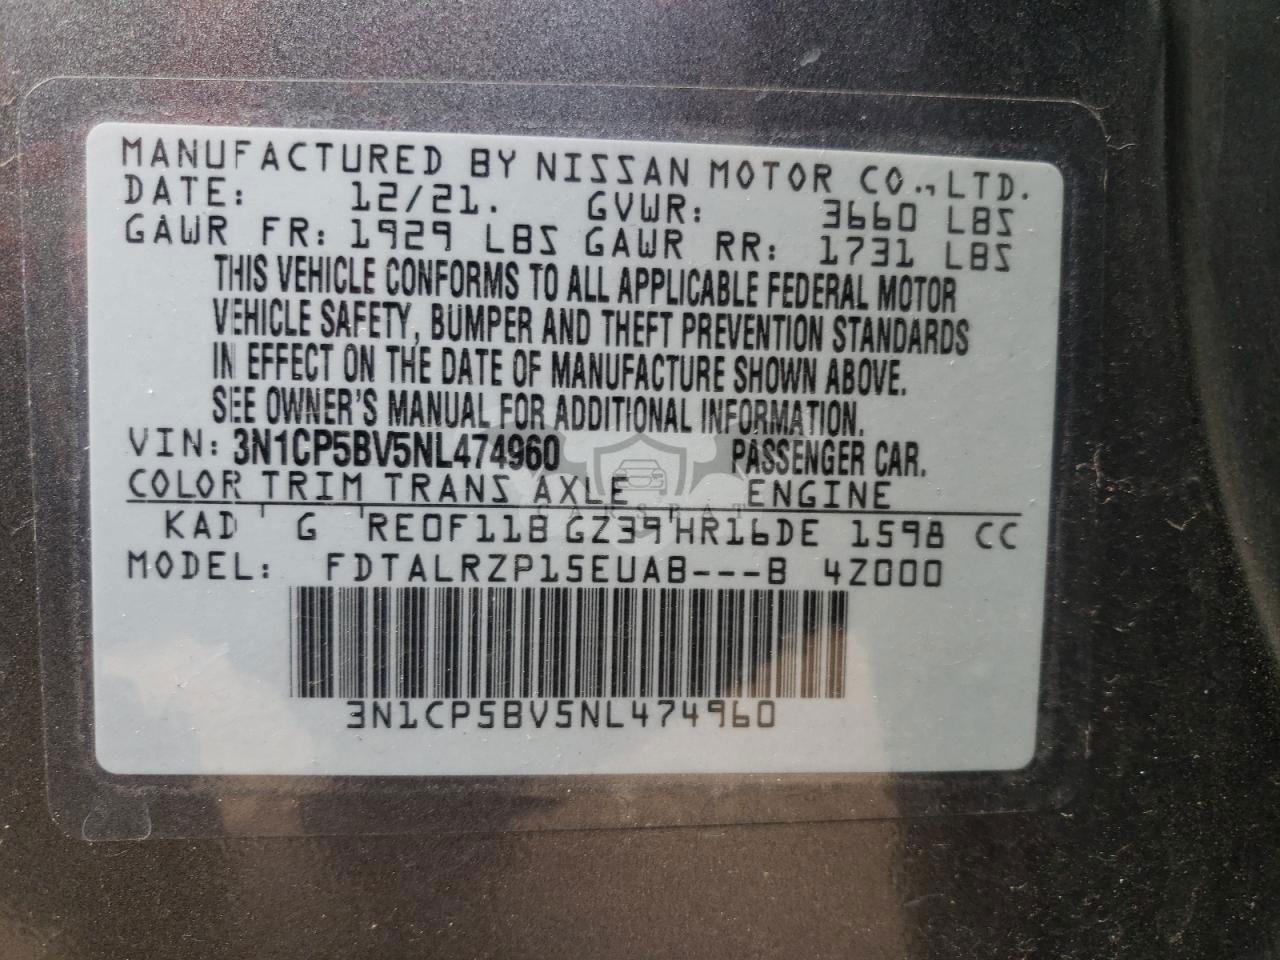 MANUFACTURED BY NISSAN MOTOR CO., LTD.
DATE: 12/21. GVWR: 3660 LBS
GAWR FR: 1929 LBS GAWR RR: 1731 LBS
THIS VEHICLE CONFORMS TO ALL APPLICABLE FEDERAL MOTOR
VEHICLE SAFETY, BUMPER AND THEFT PREVENTION STANDARDS
IN EFFECT ON THE DATE OF MANUFACTURE SHOWN ABOVE.
SEE OWNER'S MANUAL FOR ADDITIONAL INFORMATION.
VIN: 3N1CP5BV5NL474960 PASSENGER CAR.
COLOR TRIM TRANS AXLE ENGINE
KAD ' G 'RE0F11B GZ39'HR16DE 1598 CC
MODEL: FDTALRZP15EUAB---B 4Z000
3N1CP5BV5NL474960